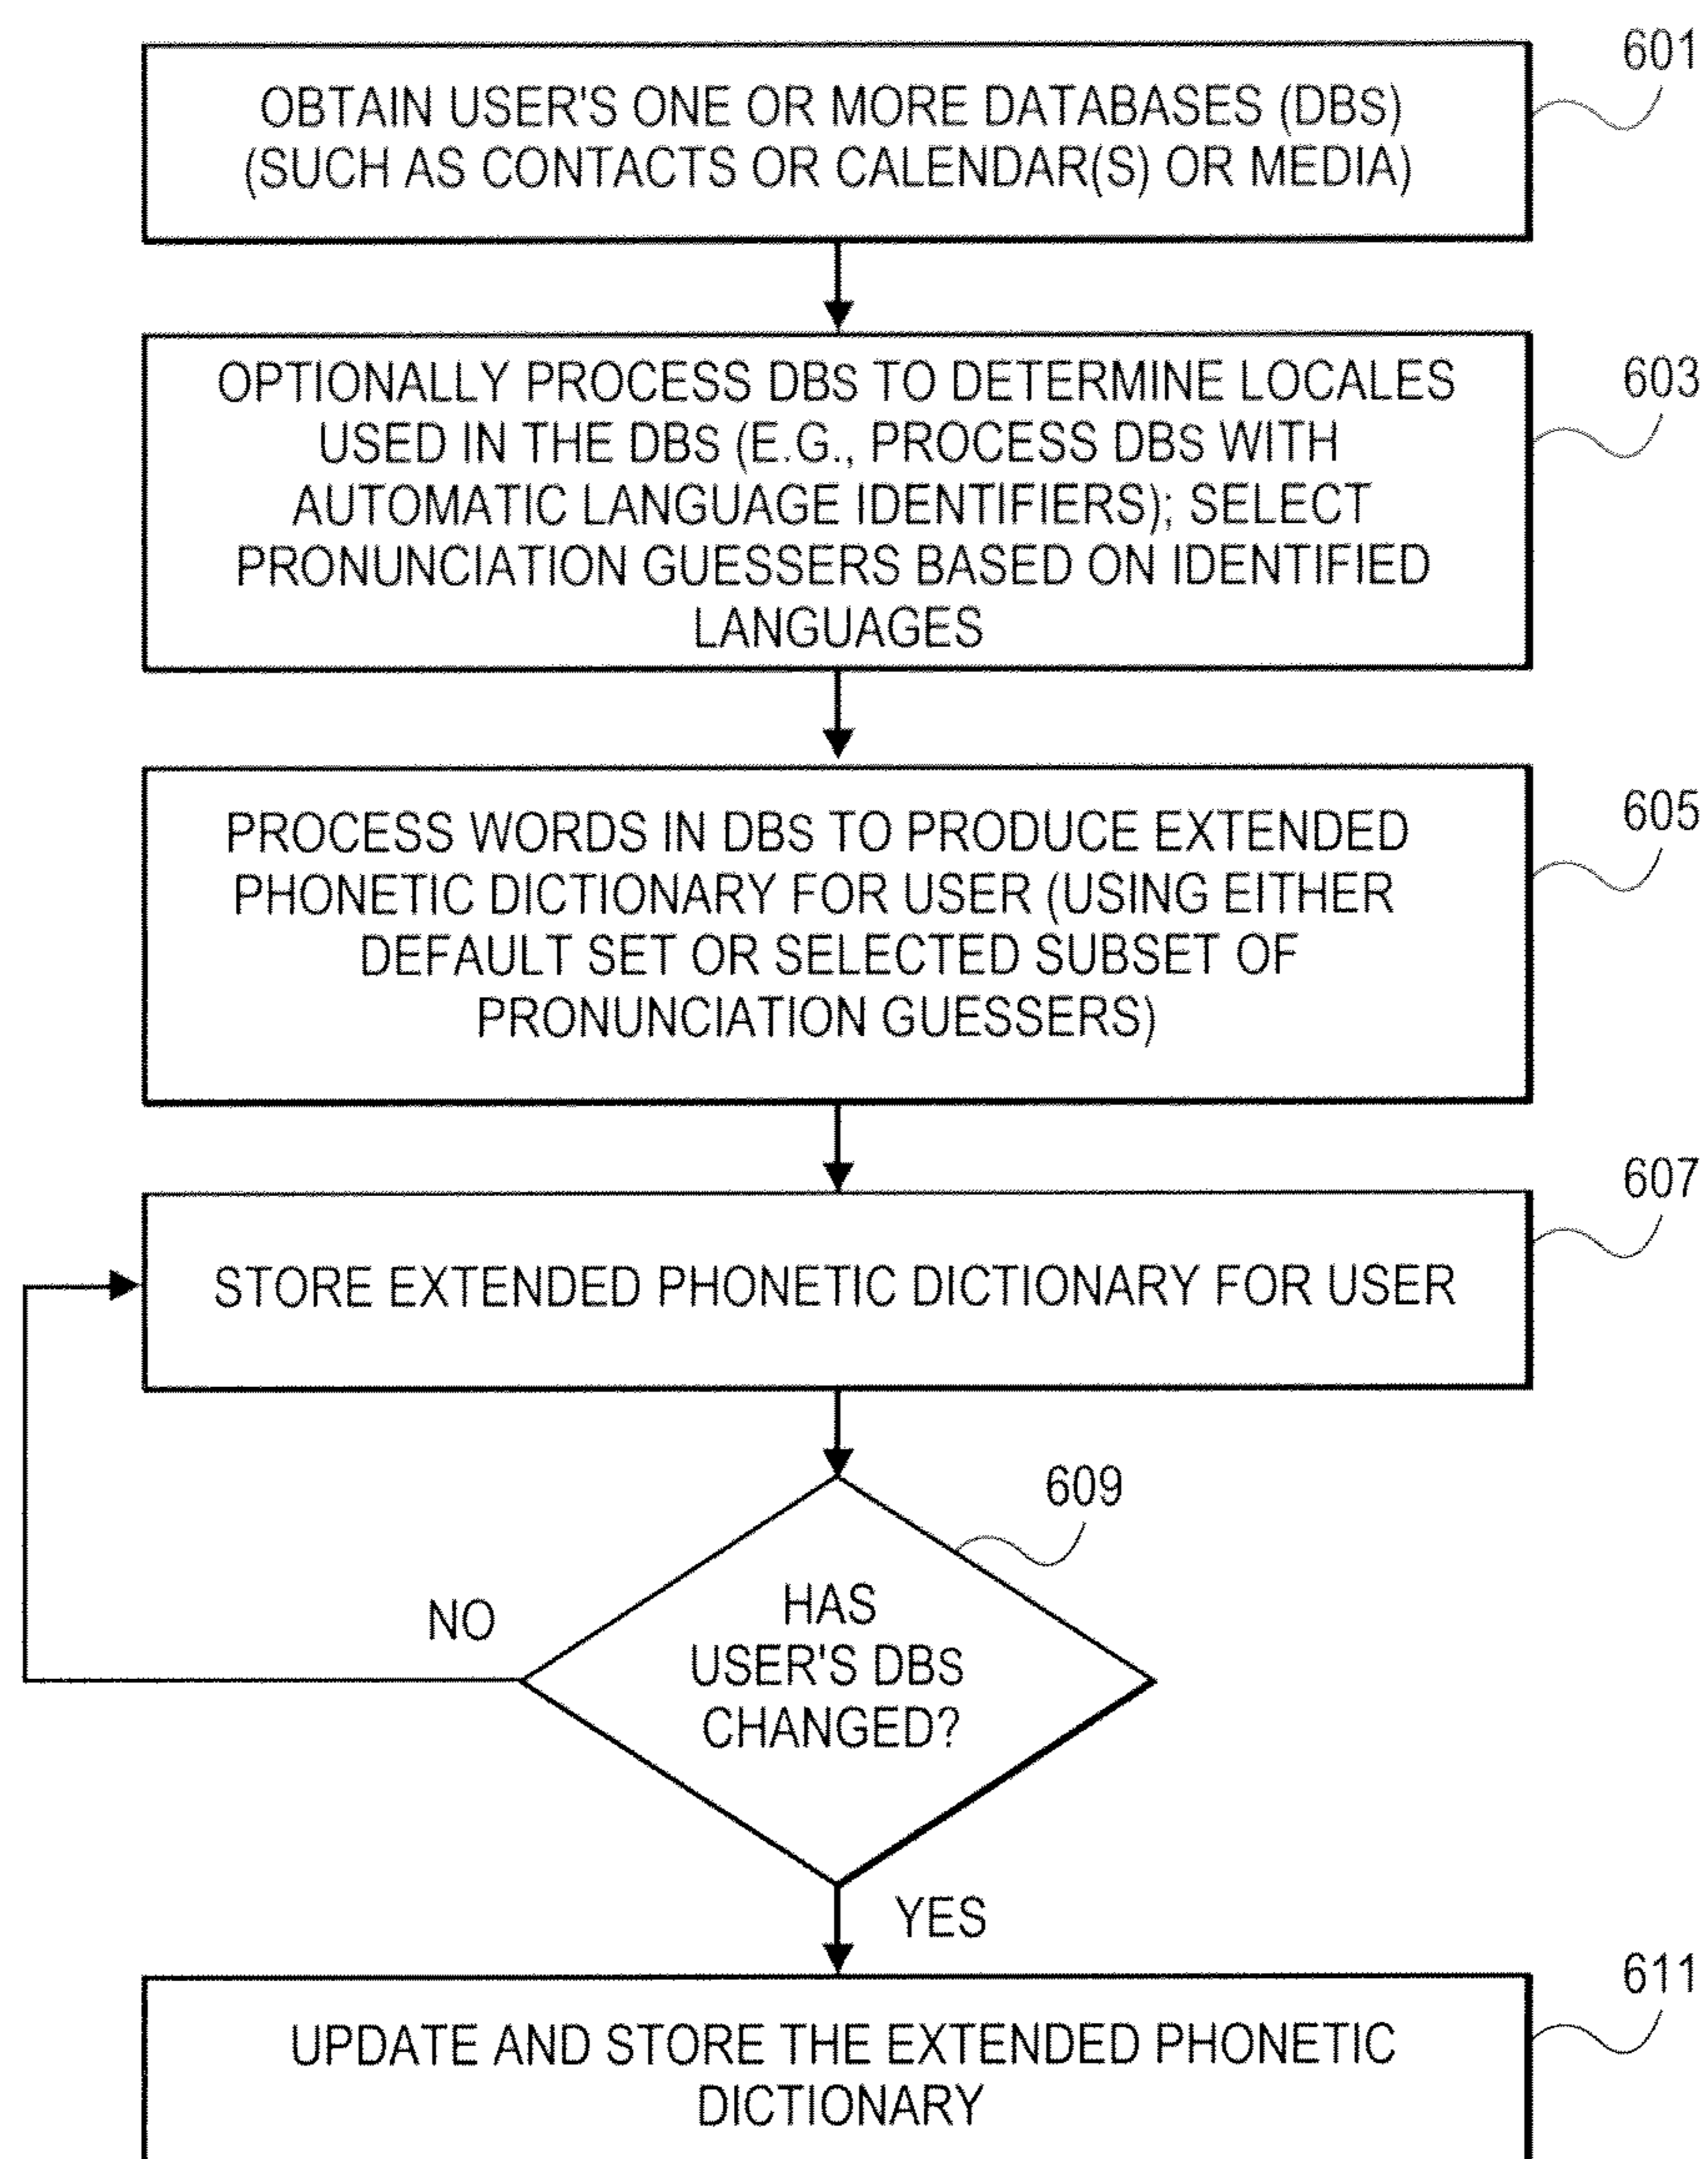 601
OBTAIN USER'S ONE OR MORE DATABASES (DBS)
(SUCH AS CONTACTS OR CALENDAR(S) OR MEDIA)
603
OPTIONALLY PROCESS DBS TO DETERMINE LOCALES
USED IN THE DBS (E.G., PROCESS DBS WITH
AUTOMATIC LANGUAGE IDENTIFIERS); SELECT
PRONUNCIATION GUESSERS BASED ON IDENTIFIED
LANGUAGES
605
PROCESS WORDS IN DBS TO PRODUCE EXTENDED
PHONETIC DICTIONARY FOR USER (USING EITHER
DEFAULT SET OR SELECTED SUBSET OF
PRONUNCIATION GUESSERS)
607
STORE EXTENDED PHONETIC DICTIONARY FOR USER
609
HAS
USER'S DBS
CHANGED?
NO
YES
611
UPDATE AND STORE THE EXTENDED PHONETIC
DICTIONARY